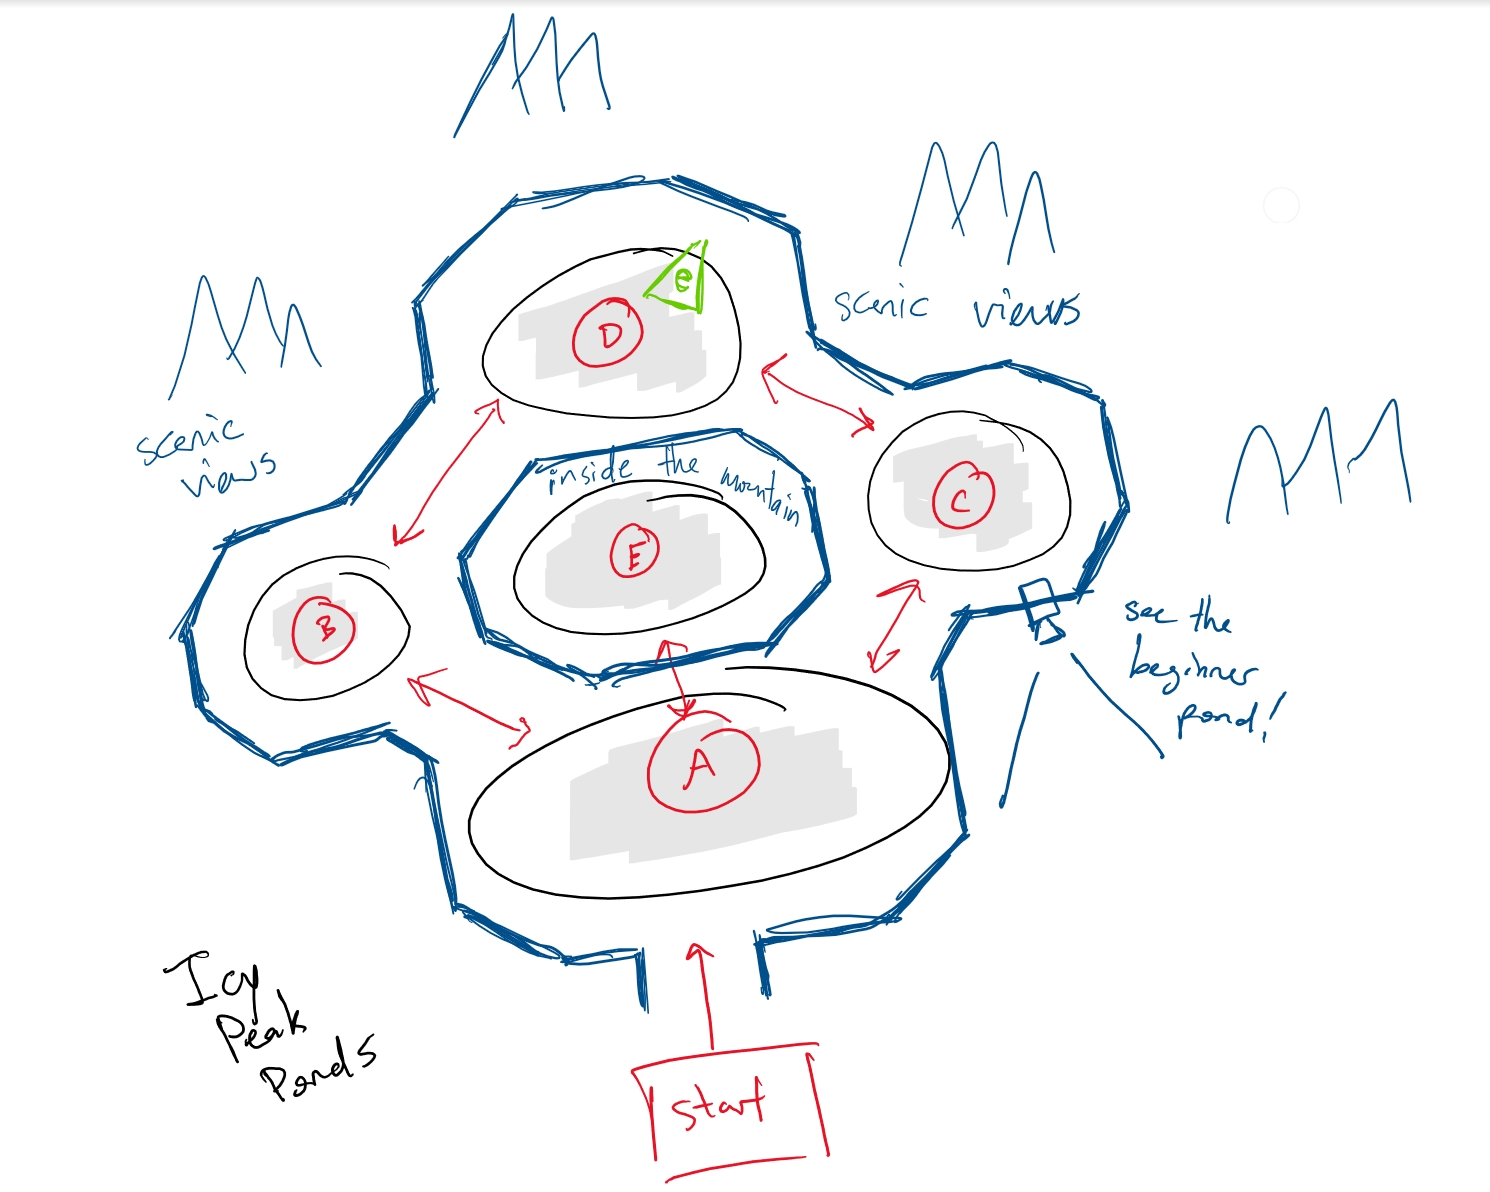 scenic views
scenic
views
e
D
inside the mountain
C
E
B
see the
beginner
pond!
A
Icy
Peak
Ponds
start